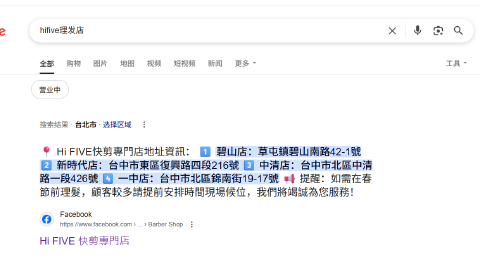 hifive理发店
全部 购物 图片 地图 视频 短视频 新闻 更多 工具
营业中
搜索结果 · 台北市 · 选择区域
📍 Hi FIVE快剪專門店地址資訊： 1️⃣ 碧山店：草屯鎮碧山南路42-1號
2️⃣ 新時代店：台中市東區復興路四段216號 3️⃣ 中清店：台中市北區中清
路一段426號 4️⃣ 一中店：台中市北區錦南街19-17號 📢 提醒：如需在春
節前理髮，顧客較多請提前安排時間現場候位，我們將竭誠為您服務！
Facebook
https://www.facebook.com › ... › Barber Shop
Hi FIVE 快剪專門店